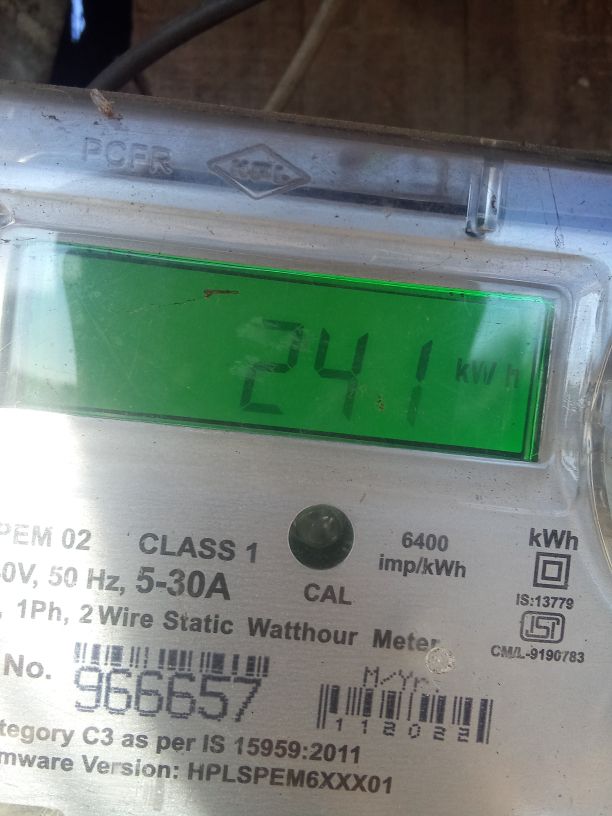 PCFR KFL
241 kWh
PEM 02 CLASS 1
6400
imp/kWh
kWh
0V, 50 Hz, 5-30A
CAL
IS:13779
ISI
1Ph, 2 Wire Static Watthour Meter
CM/L-9190783
No. 966657
M/Yr.
112022
tegory C3 as per IS 15959:2011
mware Version: HPLSPEM6XXX01